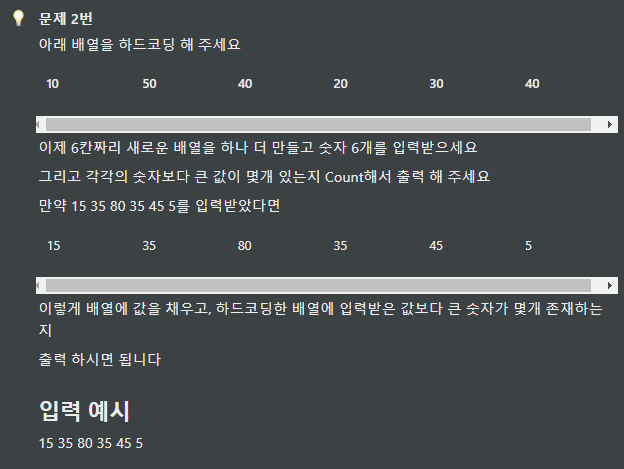 문제 2번
아래 배열을 하드코딩 해 주세요
10 50 40 20 30 40
이제 6칸짜리 새로운 배열을 하나 더 만들고 숫자 6개를 입력받으세요
그리고 각각의 숫자보다 큰 값이 몇개 있는지 Count해서 출력 해 주세요
만약 15 35 80 35 45 5를 입력받았다면
15 35 80 35 45 5
이렇게 배열에 값을 채우고, 하드코딩한 배열에 입력받은 값보다 큰 숫자가 몇개 존재하는
지
출력 하시면 됩니다
입력 예시
15 35 80 35 45 5